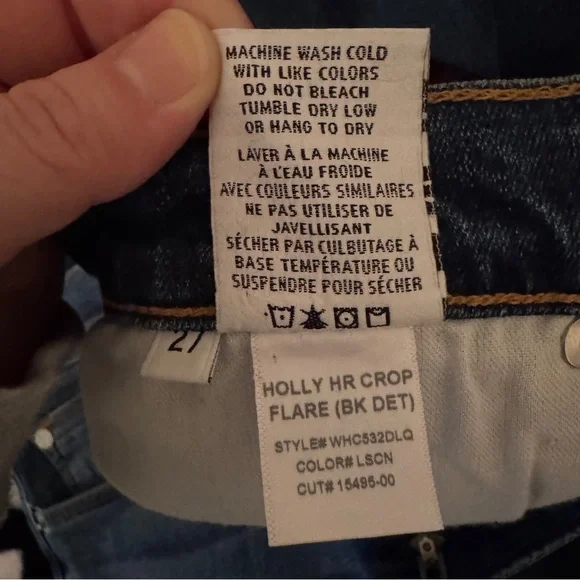 MACHINE WASH COLD
WITH LIKE COLORS
DO NOT BLEACH
TUMBLE DRY LOW
OR HANG TO DRY
LAVER À LA MACHINE
À L'EAU FROIDE
AVEC COULEURS SIMILAIRES
NE PAS UTILISER DE
JAVELLISANT
SÉCHER PAR CULBUTAGE À
BASE TEMPÉRATURE OU
SUSPENDRE POUR SÉCHER
27
HOLLY HR CROP
FLARE (BK DET)
STYLE# WHC532DLQ
COLOR# LSCN
CUT# 15495-00